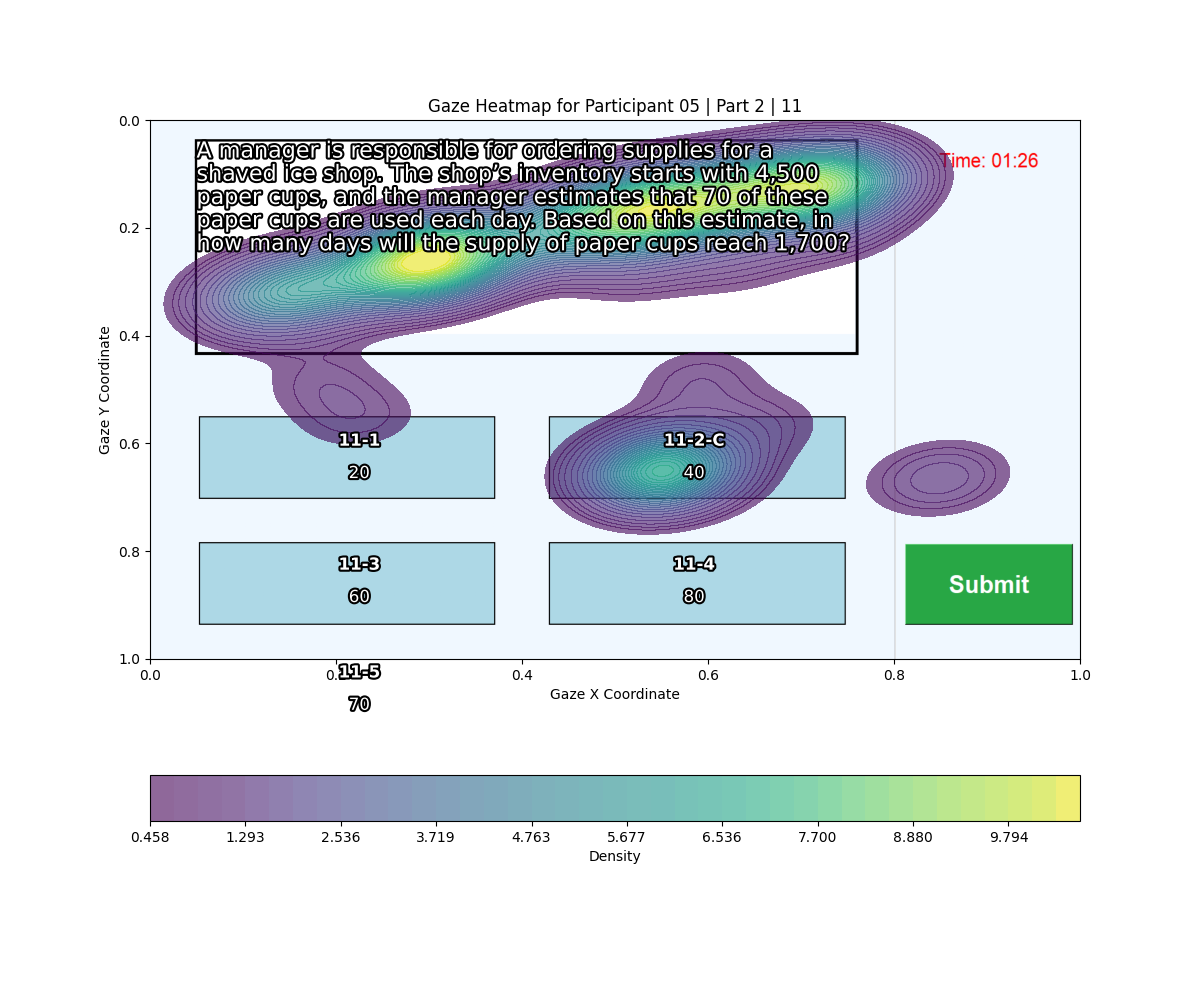 Gaze Heatmap for Participant 05 | Part 2 | 11
A manager is responsible for ordering supplies for a
shaved ice shop. The shop’s inventory starts with 4,500
paper cups, and the manager estimates that 70 of these
paper cups are used each day. Based on this estimate, in
how many days will the supply of paper cups reach 1,700?
Time: 01:26
0.0
0.2
0.4
0.6
0.8
1.0
Gaze Y Coordinate
11-1
20
11-2-C
40
11-3
60
11-4
80
Submit
11-5
70
0.0 0.4 0.6 0.8 1.0
Gaze X Coordinate
0.458 1.293 2.536 3.719 4.763 5.677 6.536 7.700 8.880 9.794
Density